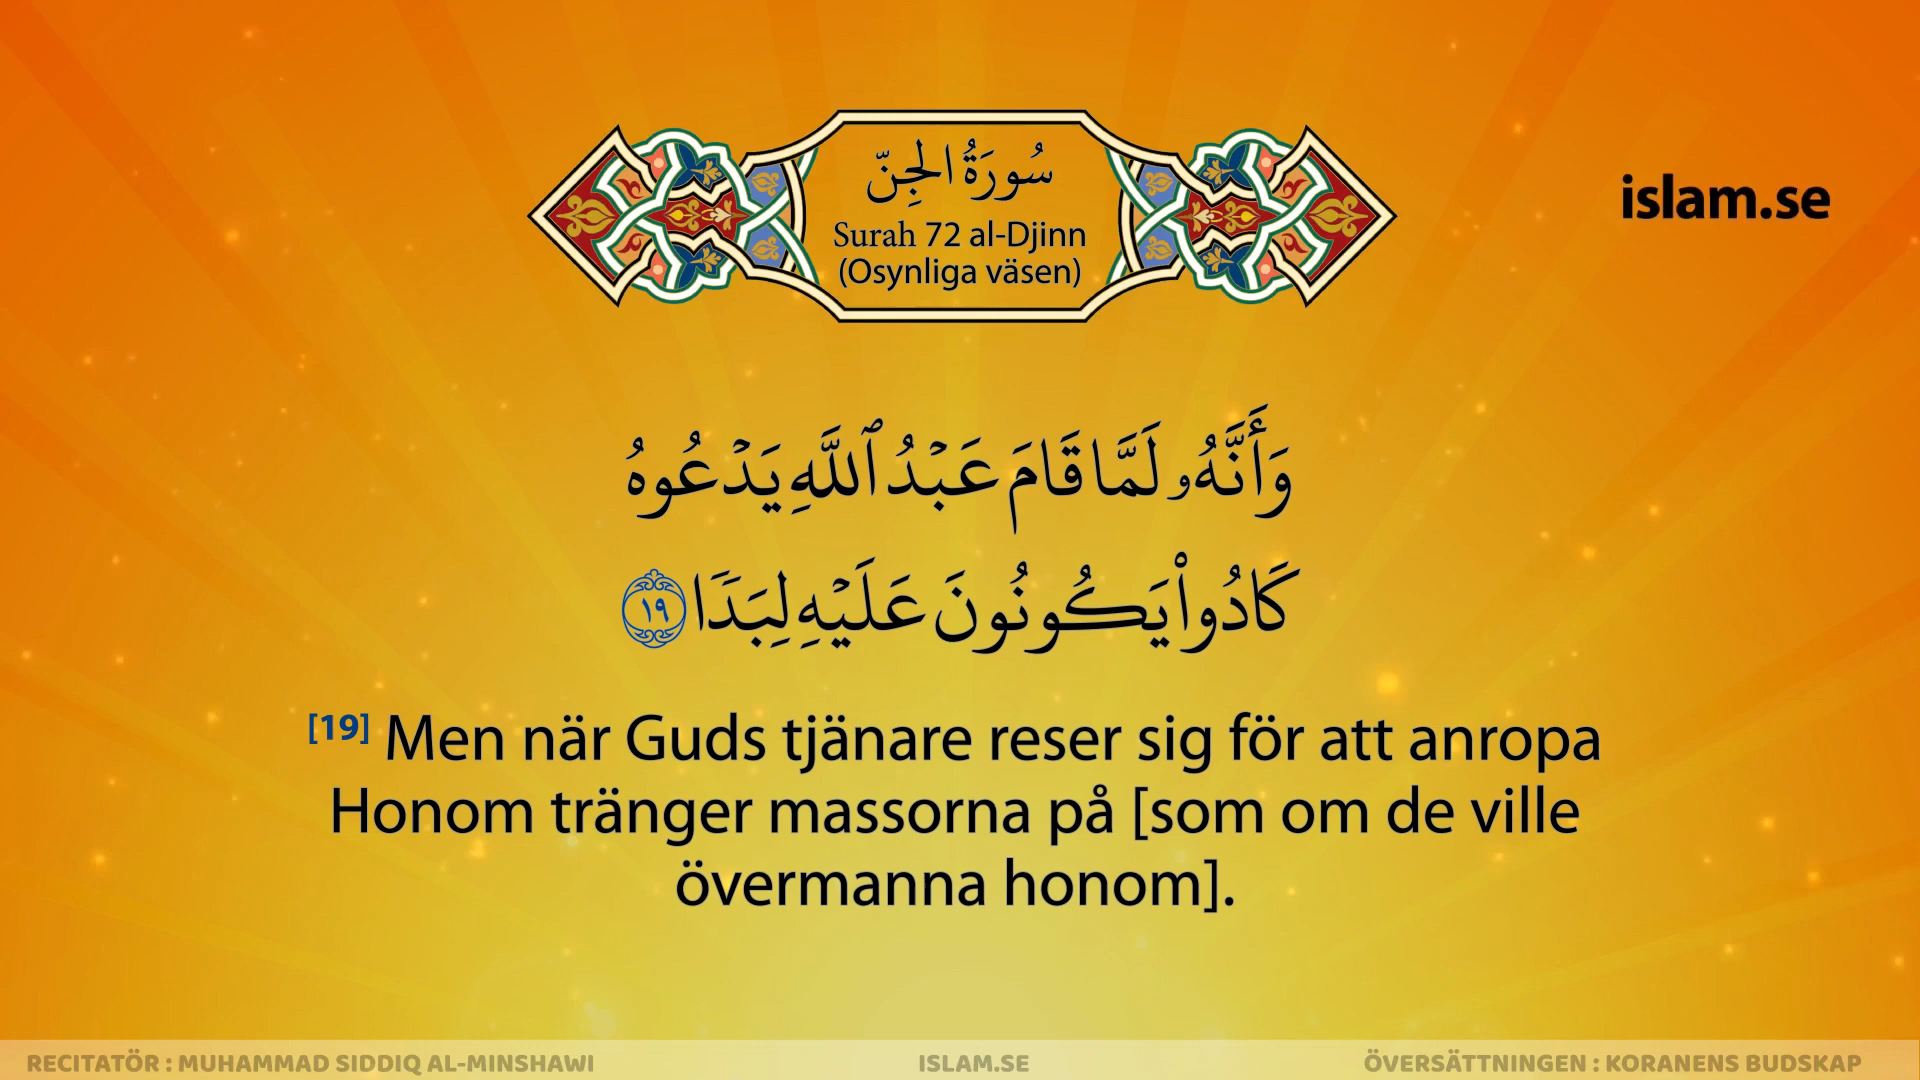 سُورَةُ الجِنّ
Surah 72 al-Djinn
(Osynliga väsen)
islam.se
وَأَنَّهُۥ لَمَّا قَامَ عَبۡدُ ٱللَّهِ يَدۡعُوهُ
كَادُواْ يَكُونُونَ عَلَيۡهِ لِبَدٗا ١٩
[19] Men när Guds tjänare reser sig för att anropa
Honom tränger massorna på [som om de ville
övermanna honom].
RECITATÖR : MUHAMMAD SIDDIQ AL-MINSHAWI
ISLAM.SE
ÖVERSÄTTNINGEN : KORANENS BUDSKAP